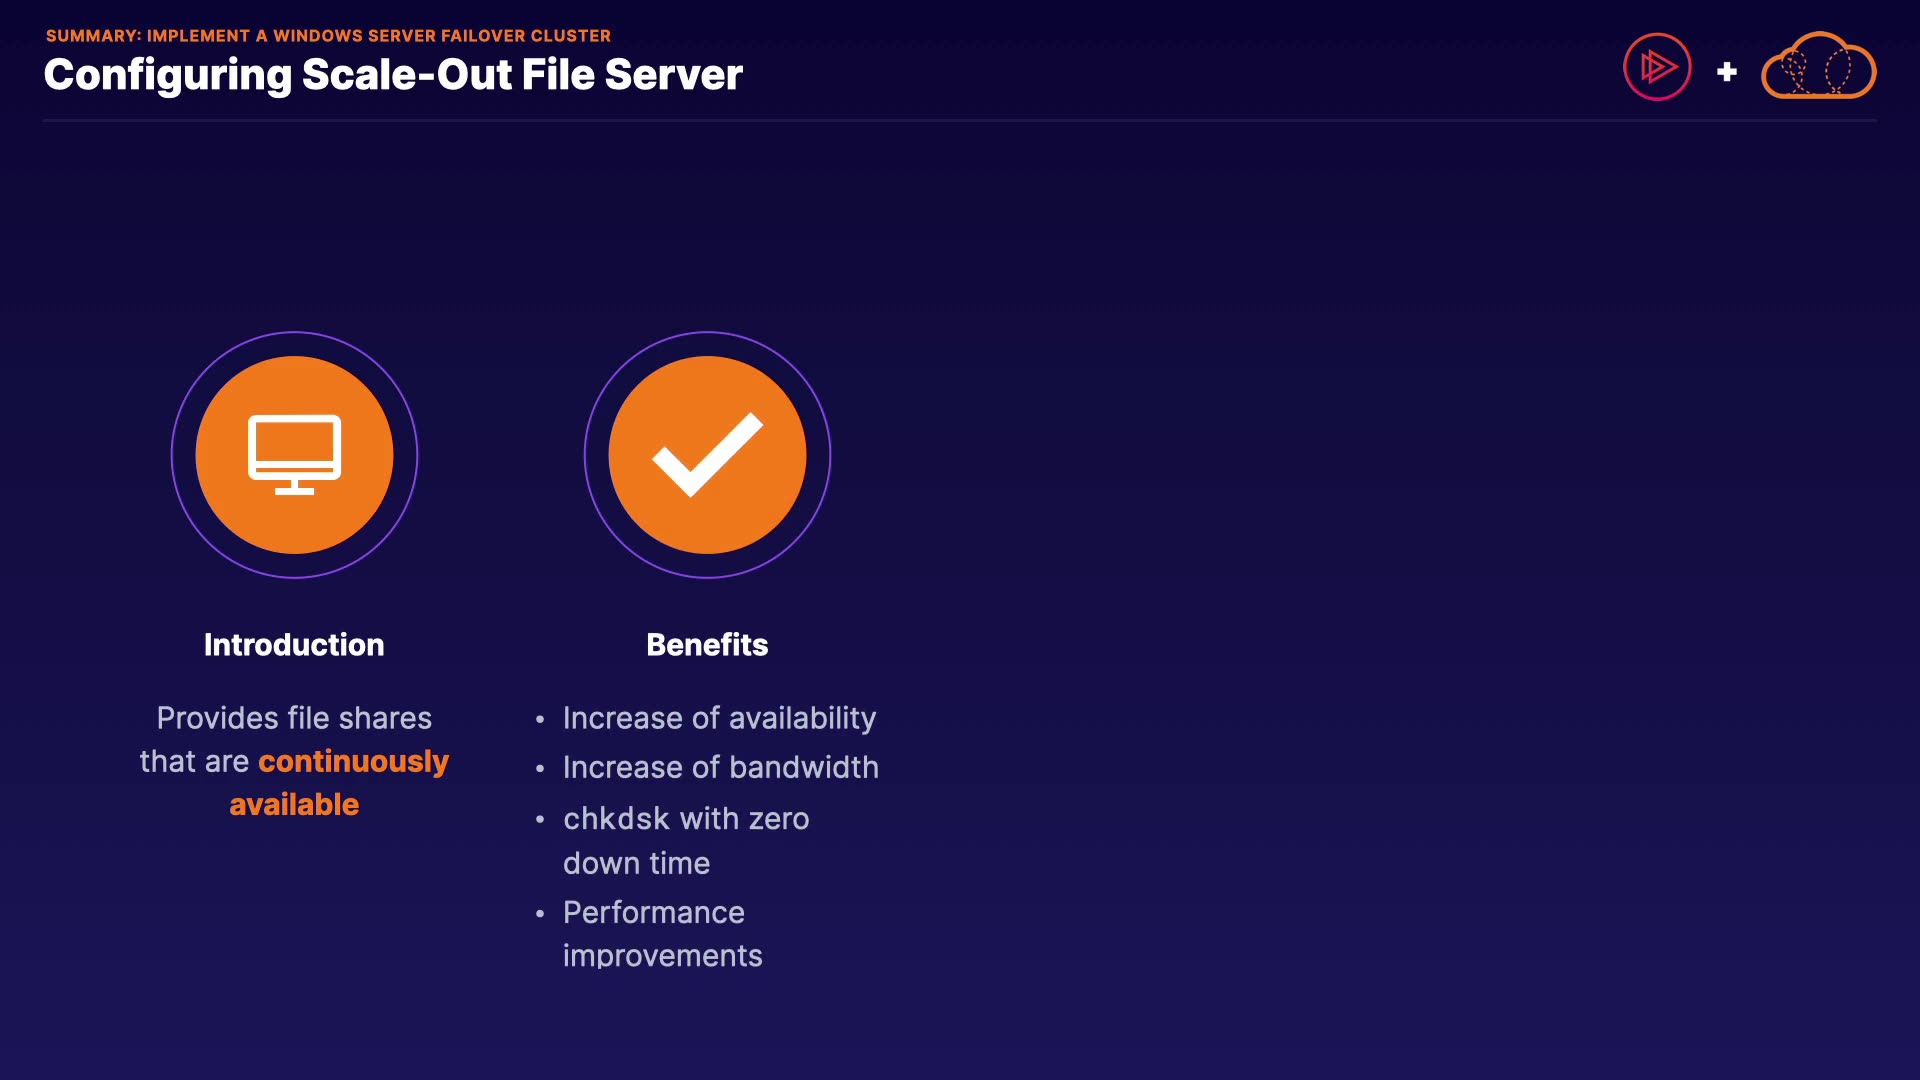 SUMMARY: IMPLEMENT A WINDOWS SERVER FAILOVER CLUSTER
Configuring Scale-Out File Server
+
Introduction
Provides file shares
that are continuously
available
Benefits
• Increase of availability
• Increase of bandwidth
• chkdsk with zero
down time
• Performance
improvements